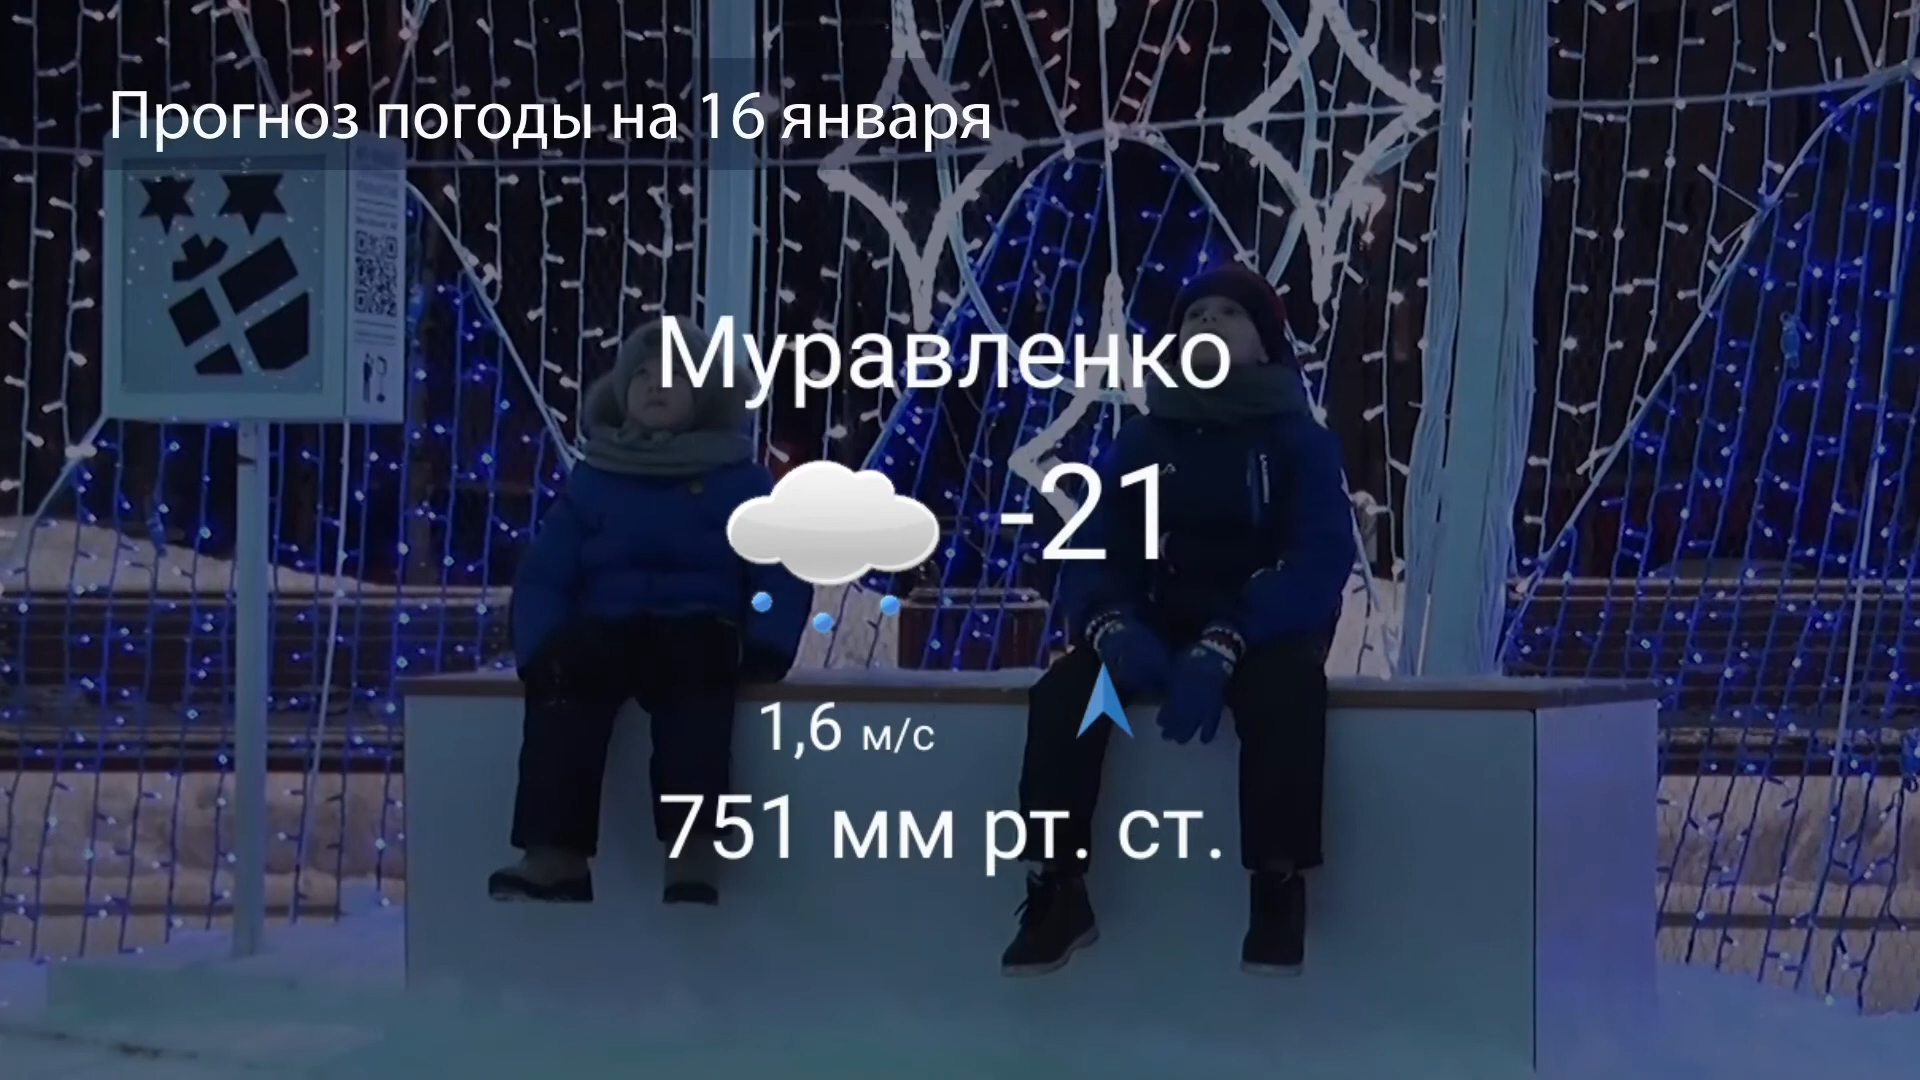 Прогноз погоды на 16 января
Муравленко
-21
1,6 м/с
751 мм рт. ст.